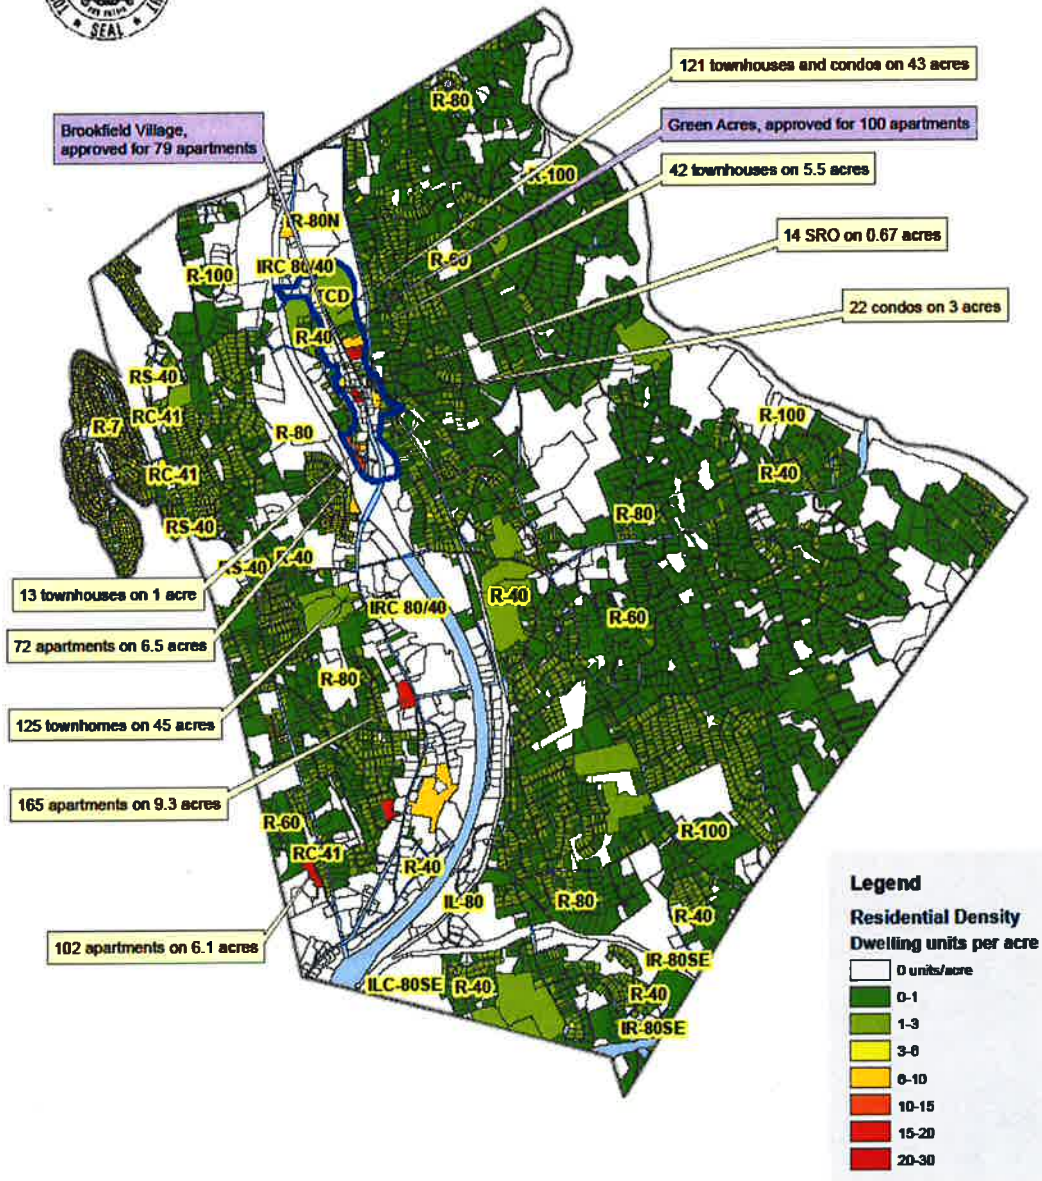 SEAL
121 townhouses and condos on 43 acres
R-80
Brookfield Village,
approved for 79 apartments
Green Acres, approved for 100 apartments
42 townhouses on 5.5 acres
R-100
R-80N
14 SRO on 0.67 acres
R-100
IRC 80/40
R-60
TCD
22 condos on 3 acres
R-40
RS-40
RC-41
R-7
R-80
R-100
RC-41
R-40
RS-40
R-80
RS-40
R-40
13 townhouses on 1 acre
R-40
IRC 80/40
R-60
72 apartments on 6.5 acres
R-80
125 townhomes on 45 acres
165 apartments on 9.3 acres
R-60
R-100
RC-41
R-40
IL-80
R-80
R-40
102 apartments on 6.1 acres
IR-80SE
ILC-80SE
R-40
R-40
IR-80SE
Legend
Residential Density
Dwelling units per acre
0 units/acre
0-1
1-3
3-6
6-10
10-15
15-20
20-30